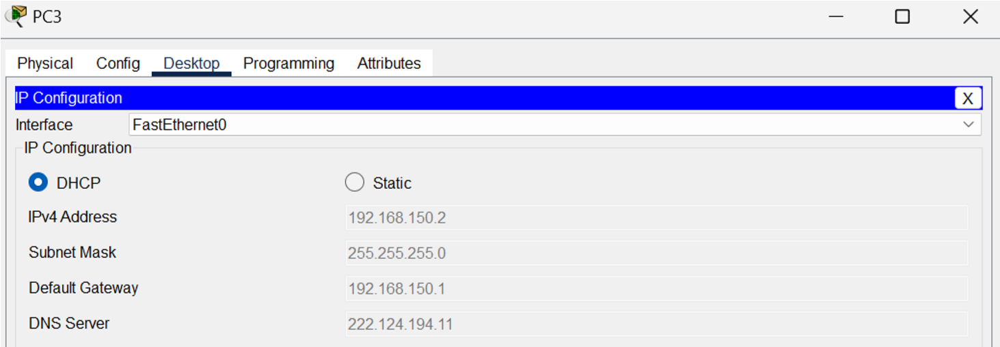 PC3
Physical Config Desktop Programming Attributes
IP Configuration X
Interface FastEthernet0
IP Configuration
DHCP Static
IPv4 Address 192.168.150.2
Subnet Mask 255.255.255.0
Default Gateway 192.168.150.1
DNS Server 222.124.194.11